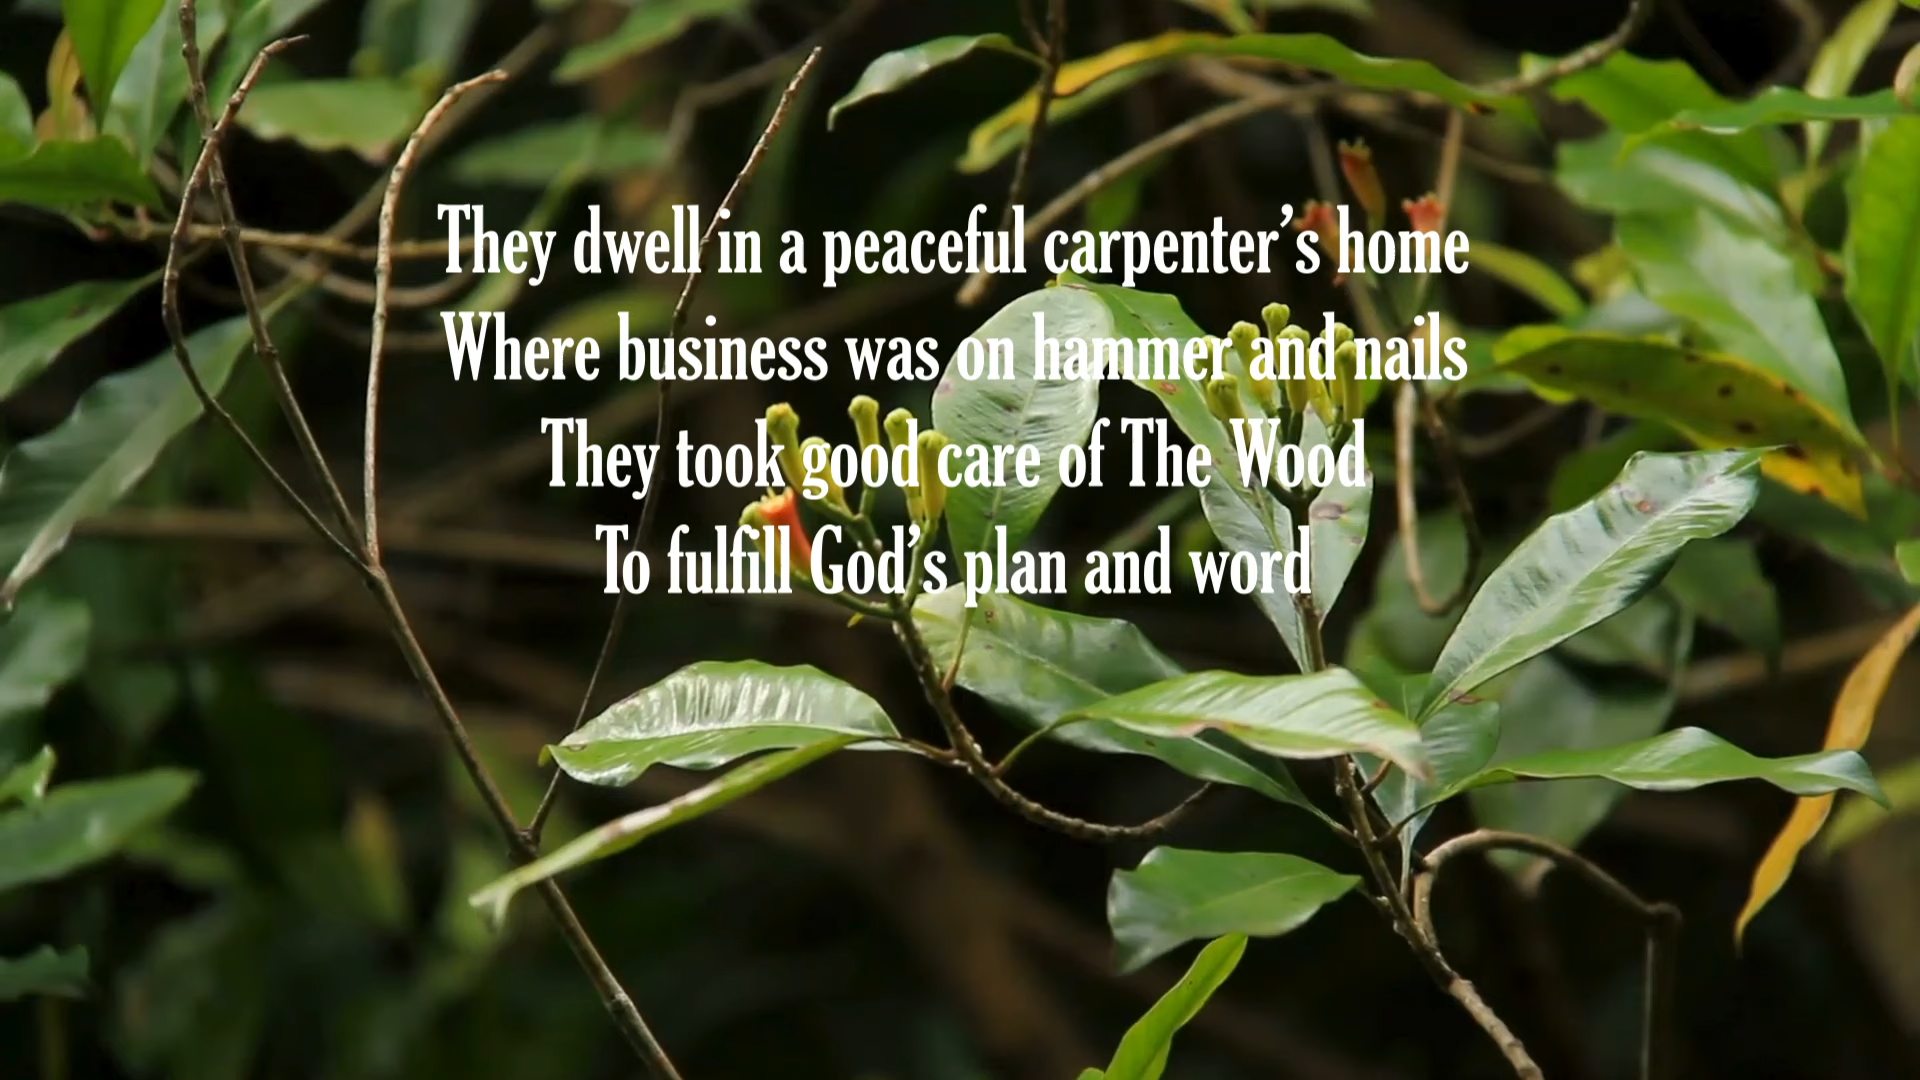 They dwell in a peaceful carpenter’s home
Where business was on hammer and nails
They took good care of The Wood
To fulfill God’s plan and word